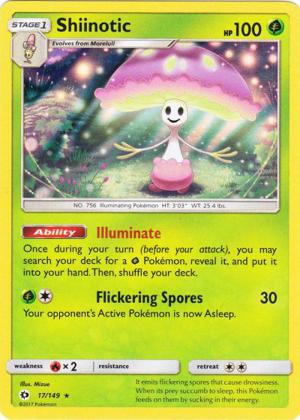 STAGE 1 Shiinotic HP 100
Evolves from Morelull
NO. 756 Illuminating Pokémon HT: 3'03" WT: 25.4 lbs.
Ability Illuminate
Once during your turn (before your attack), you may
search your deck for a Pokémon, reveal it, and put it
into your hand. Then, shuffle your deck.
Flickering Spores 30
Your opponent's Active Pokémon is now Asleep.
weakness × 2 resistance retreat
Illus. Mizue
17/149 ★
©2017 Pokémon
It emits flickering spores that cause drowsiness.
When its prey succumb to sleep, this Pokémon
feeds on them by sucking in their energy.